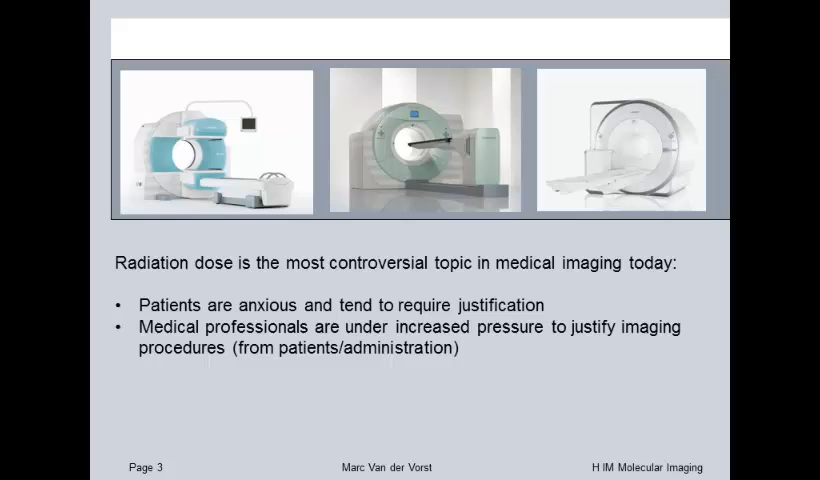 Radiation dose is the most controversial topic in medical imaging today:
• Patients are anxious and tend to require justification
• Medical professionals are under increased pressure to justify imaging
procedures (from patients/administration)
Page 3
Marc Van der Vorst
H IM Molecular Imaging